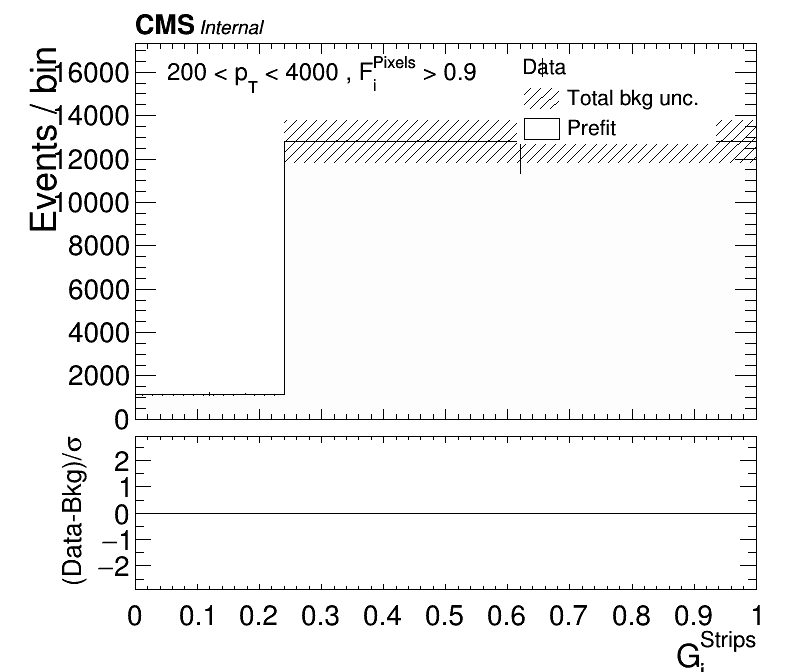 CMS Internal
Events / bin
200 < p_T < 4000 , F_i^Pixels > 0.9
Data
Total bkg unc.
Prefit
16000
14000
12000
10000
8000
6000
4000
2000
0
(Data-Bkg)/σ
2
1
0
−1
−2
0 0.1 0.2 0.3 0.4 0.5 0.6 0.7 0.8 0.9 1
G_i^Strips